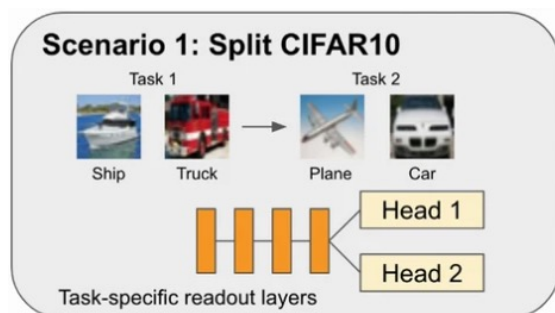 Scenario 1: Split CIFAR10
Task 1 Task 2
Ship Truck Plane Car
Head 1
Head 2
Task-specific readout layers